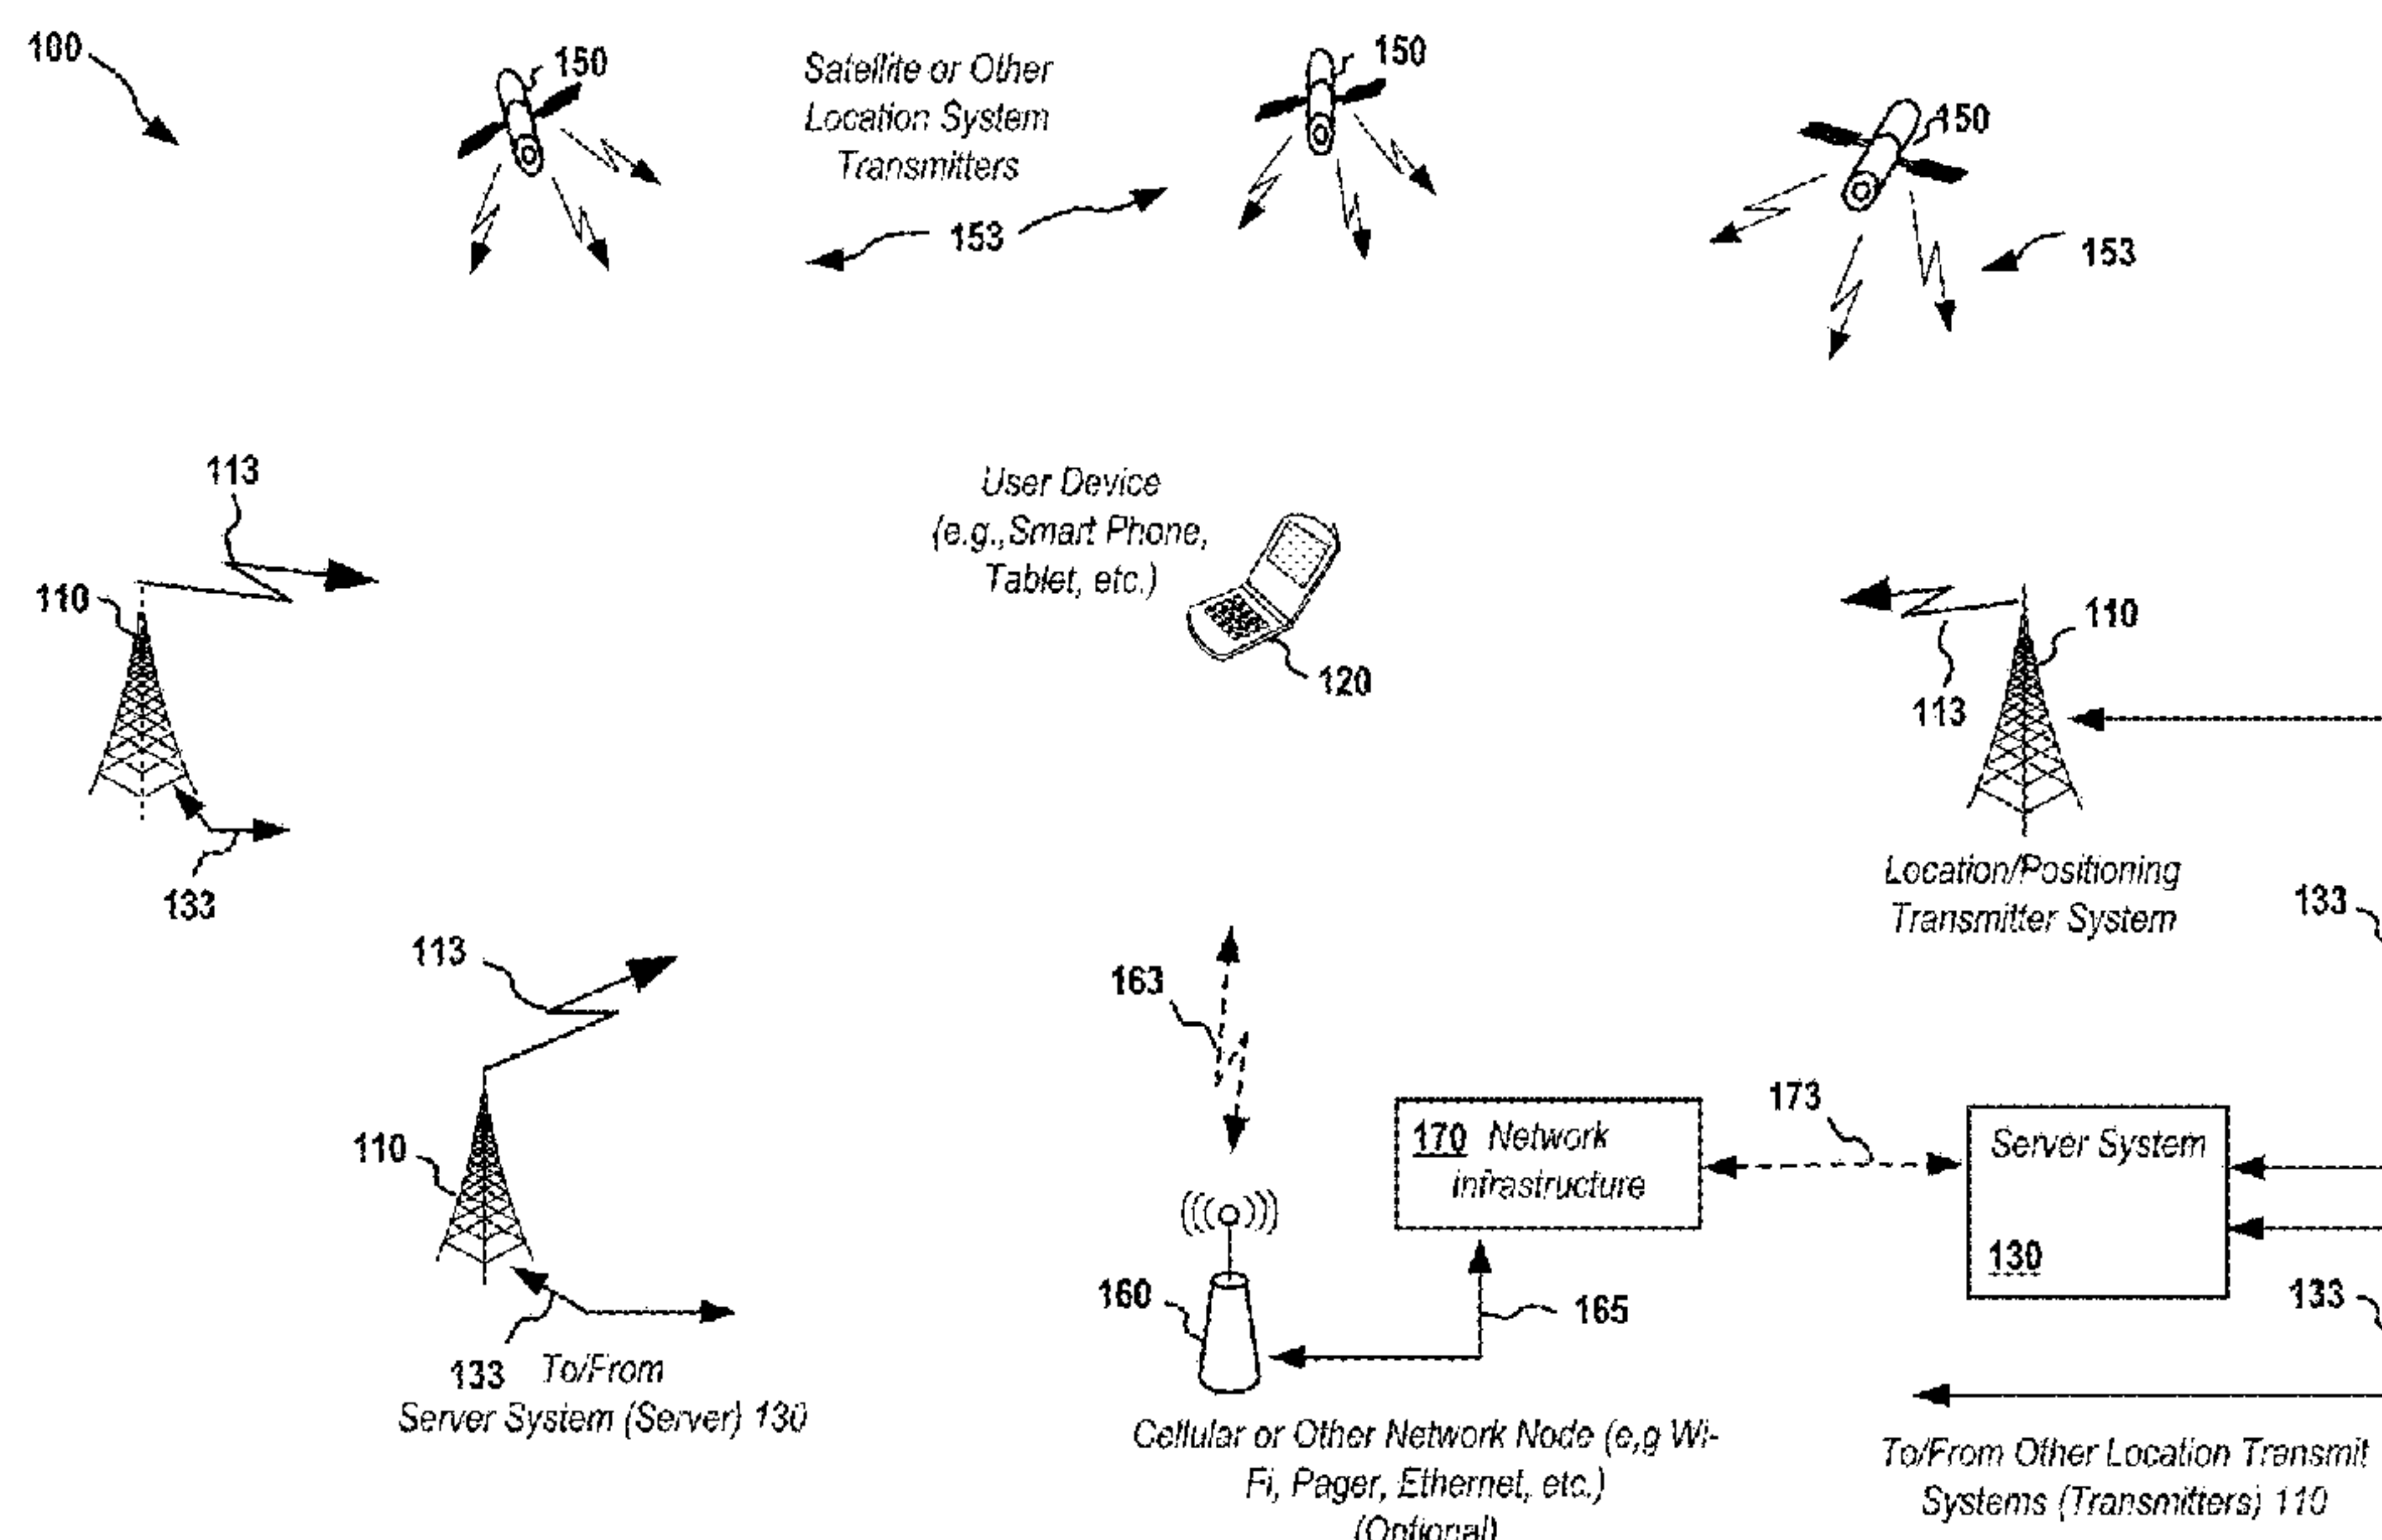 100
150
Satellite or Other
Location System
Transmitters
150
150
153
153
113
User Device
(e.g., Smart Phone,
Tablet, etc.)
110
120
110
113
133
Location/Positioning
Transmitter System
133
113
163
173
170 Network
infrastructure
Server System
110
130
160
165
133
133 To/From
Server System (Server) 130
Cellular or Other Network Node (e,g Wi-
Fi, Pager, Ethernet, etc.)
(Optional)
To/From Other Location Transmit
Systems (Transmitters) 110